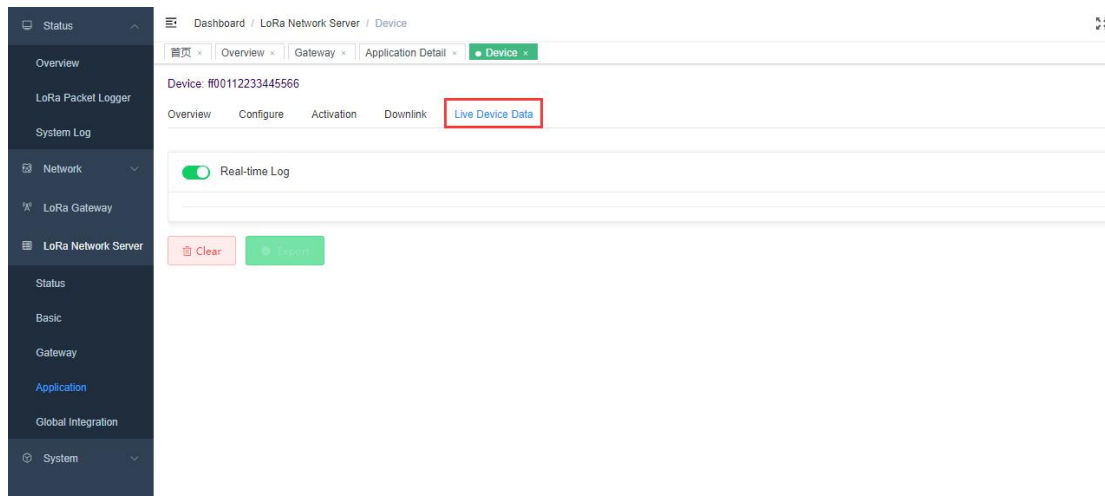 Status
Overview
LoRa Packet Logger
System Log
Network
LoRa Gateway
LoRa Network Server
Status
Basic
Gateway
Application
Global Integration
System
Dashboard / LoRa Network Server / Device
首页 × Overview × Gateway × Application Detail × Device ×
Device: ff00112233445566
Overview Configure Activation Downlink Live Device Data
Real-time Log
Clear Export